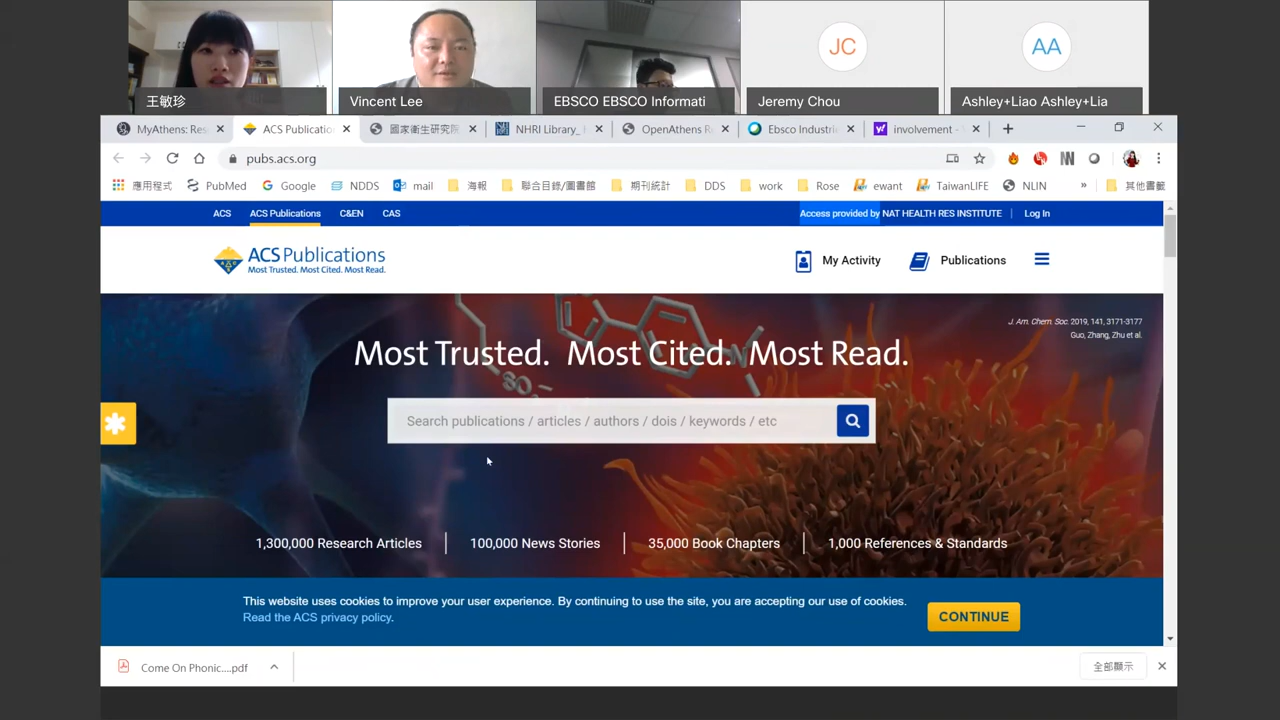 王敏珍
Vincent Lee
EBSCO EBSCO Informati
JC
Jeremy Chou
AA
Ashley+Liao Ashley+Lia
MyAthens: Res
ACS Publicatio
國家衛生研究院
NHRI Library_
OpenAthens R
Ebsco Industri
involvement -
pubs.acs.org
應用程式
PubMed
Google
NDDS
mail
海報
聯合目錄/圖書館
期刊統計
DDS
work
Rose
ewant
TaiwanLIFE
NLIN
»
其他書籤
ACS
ACS Publications
C&EN
CAS
Access provided by NAT HEALTH RES INSTITUTE
Log In
ACS Publications
Most Trusted. Most Cited. Most Read.
My Activity
Publications
J. Am. Chem. Soc. 2019, 141, 3171-3177
Guo, Zhang, Zhu et al.
Most Trusted. Most Cited. Most Read.
Search publications / articles / authors / dois / keywords / etc
1,300,000 Research Articles
100,000 News Stories
35,000 Book Chapters
1,000 References & Standards
This website uses cookies to improve your user experience. By continuing to use the site, you are accepting our use of cookies.
Read the ACS privacy policy.
CONTINUE
Come On Phonic....pdf
全部顯示